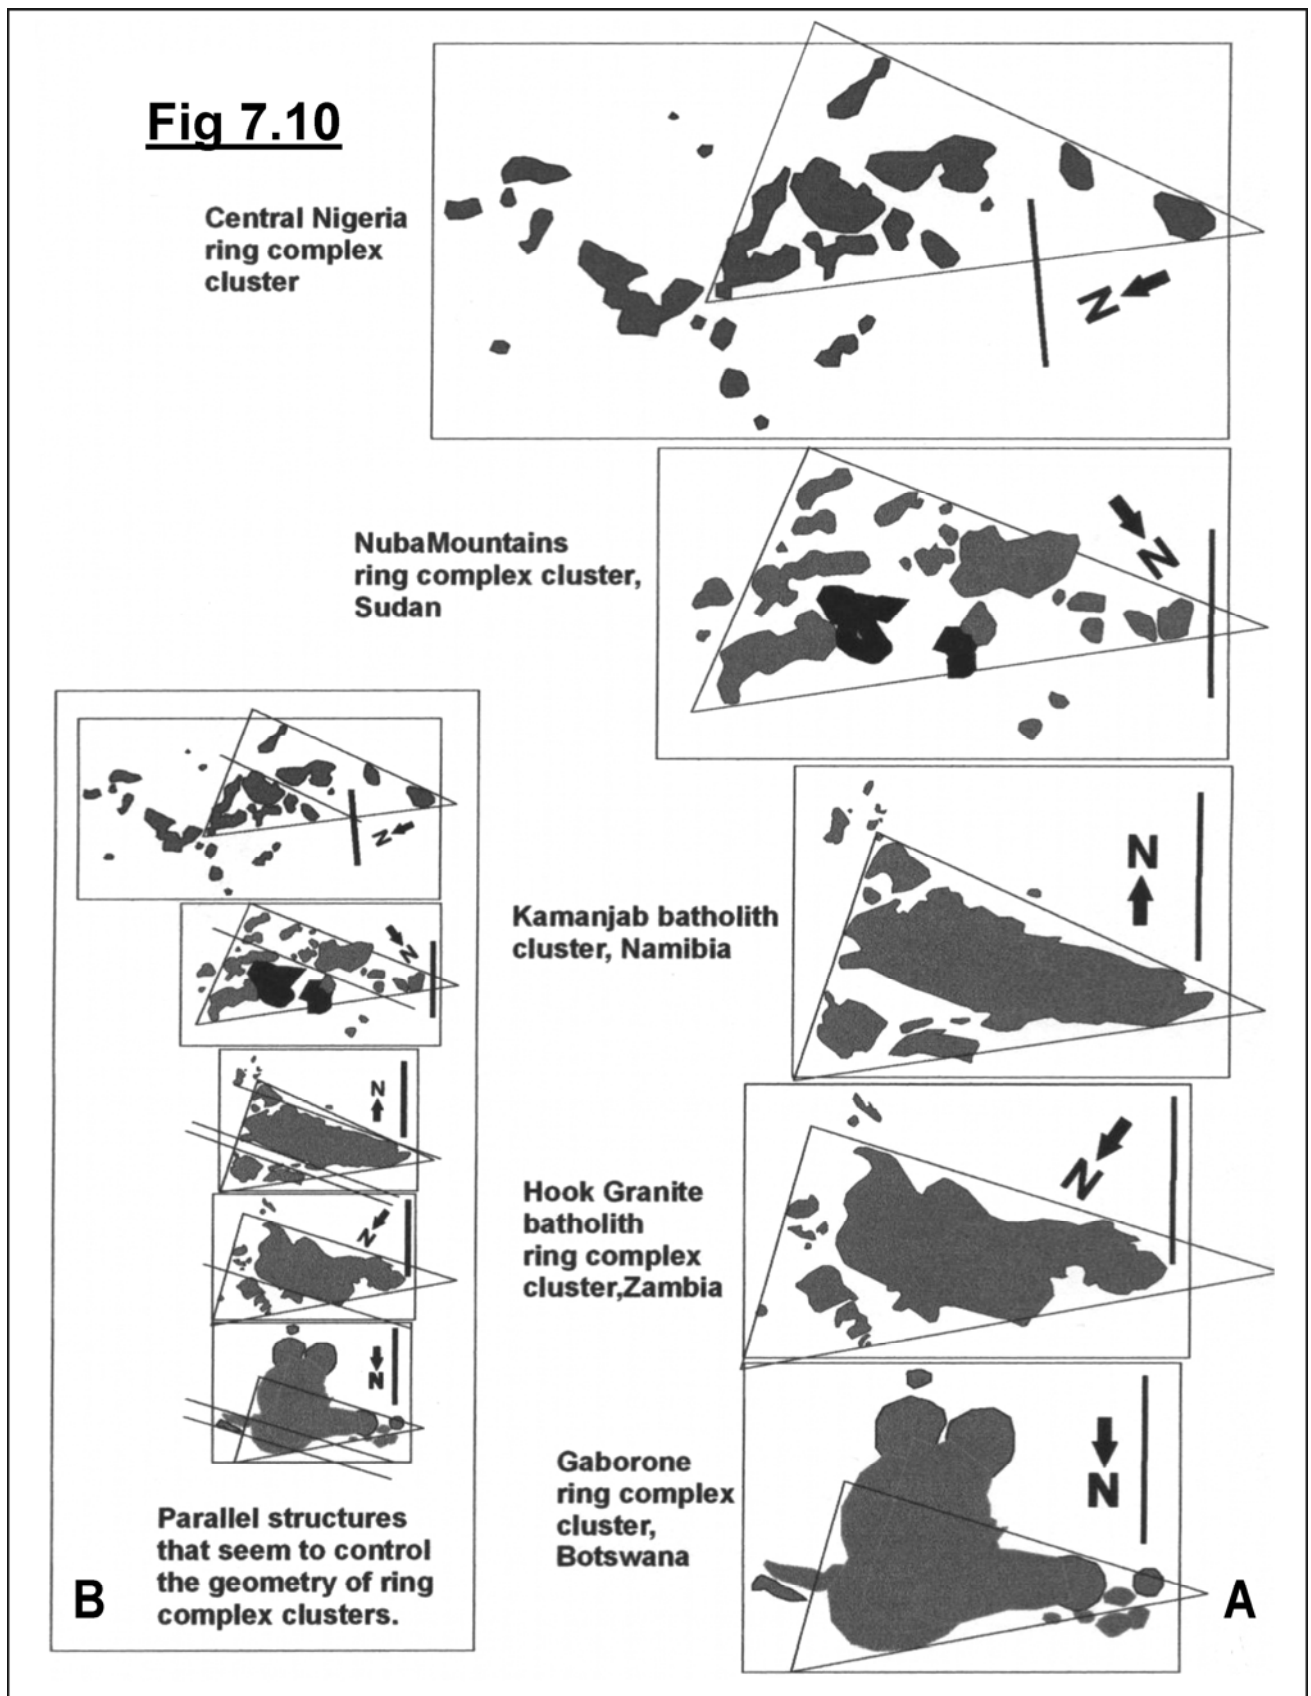 Fig 7.10
Central Nigeria
ring complex
cluster
N
NubaMountains
ring complex cluster,
Sudan
N
Kamanjab batholith
cluster, Namibia
N
Hook Granite
batholith
ring complex
cluster,Zambia
N
Gaborone
ring complex
cluster,
Botswana
N
A
N
N
N
N
N
Parallel structures
that seem to control
the geometry of ring
complex clusters.
B